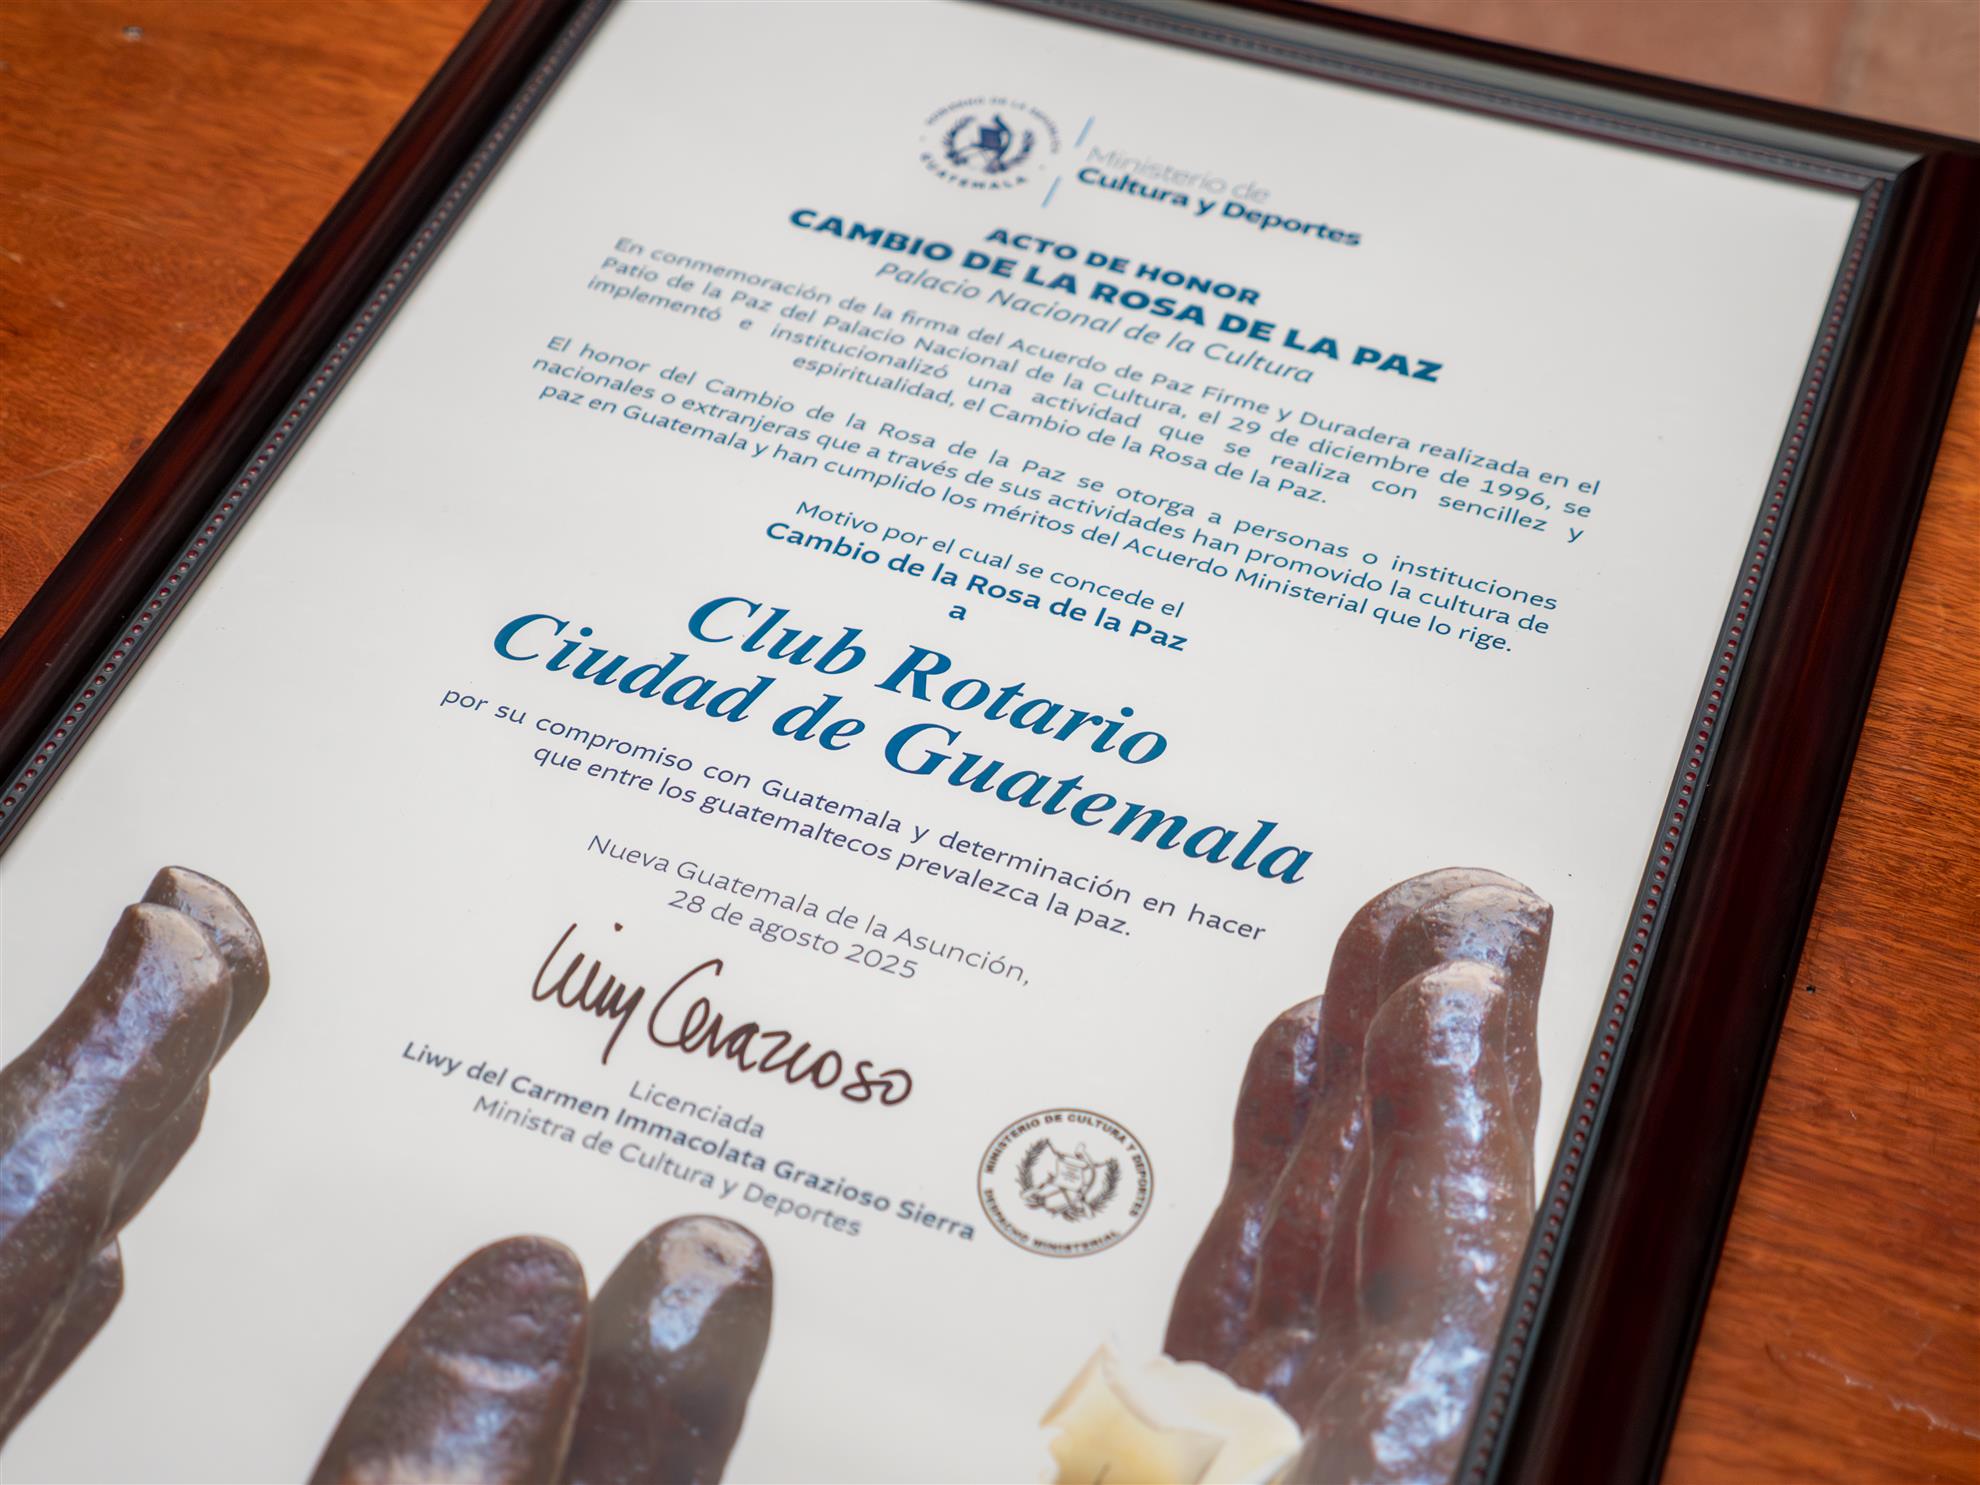 GOBIERNO DE LA REPÚBLICA
GUATEMALA
Ministerio de
Cultura y Deportes
ACTO DE HONOR
CAMBIO DE LA ROSA DE LA PAZ
Palacio Nacional de la Cultura
En conmemoración de la firma del Acuerdo de Paz Firme y Duradera realizada en el
Patio de la Paz del Palacio Nacional de la Cultura, el 29 de diciembre de 1996, se
implementó e institucionalizó una actividad que se realiza con sencillez y
espiritualidad, el Cambio de la Rosa de la Paz.
El honor del Cambio de la Rosa de la Paz se otorga a personas o instituciones
nacionales o extranjeras que a través de sus actividades han promovido la cultura de
paz en Guatemala y han cumplido los méritos del Acuerdo Ministerial que lo rige.
Motivo por el cual se concede el
Cambio de la Rosa de la Paz
a
Club Rotario
Ciudad de Guatemala
por su compromiso con Guatemala y determinación en hacer
que entre los guatemaltecos prevalezca la paz.
Nueva Guatemala de la Asunción,
28 de agosto 2025
Licenciada
Liwy del Carmen Immacolata Grazioso Sierra
Ministra de Cultura y Deportes
MINISTERIO DE CULTURA Y DEPORTES
DESPACHO MINISTERIAL